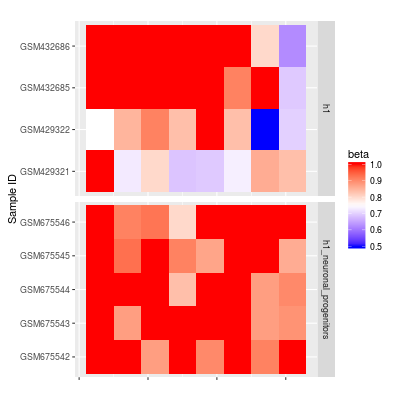 Sample ID
GSM432686
GSM432685
GSM429322
GSM429321
h1
GSM675546
GSM675545
GSM675544
GSM675543
GSM675542
h1_neuronal_progenitors
beta
1.0
0.9
0.8
0.7
0.6
0.5